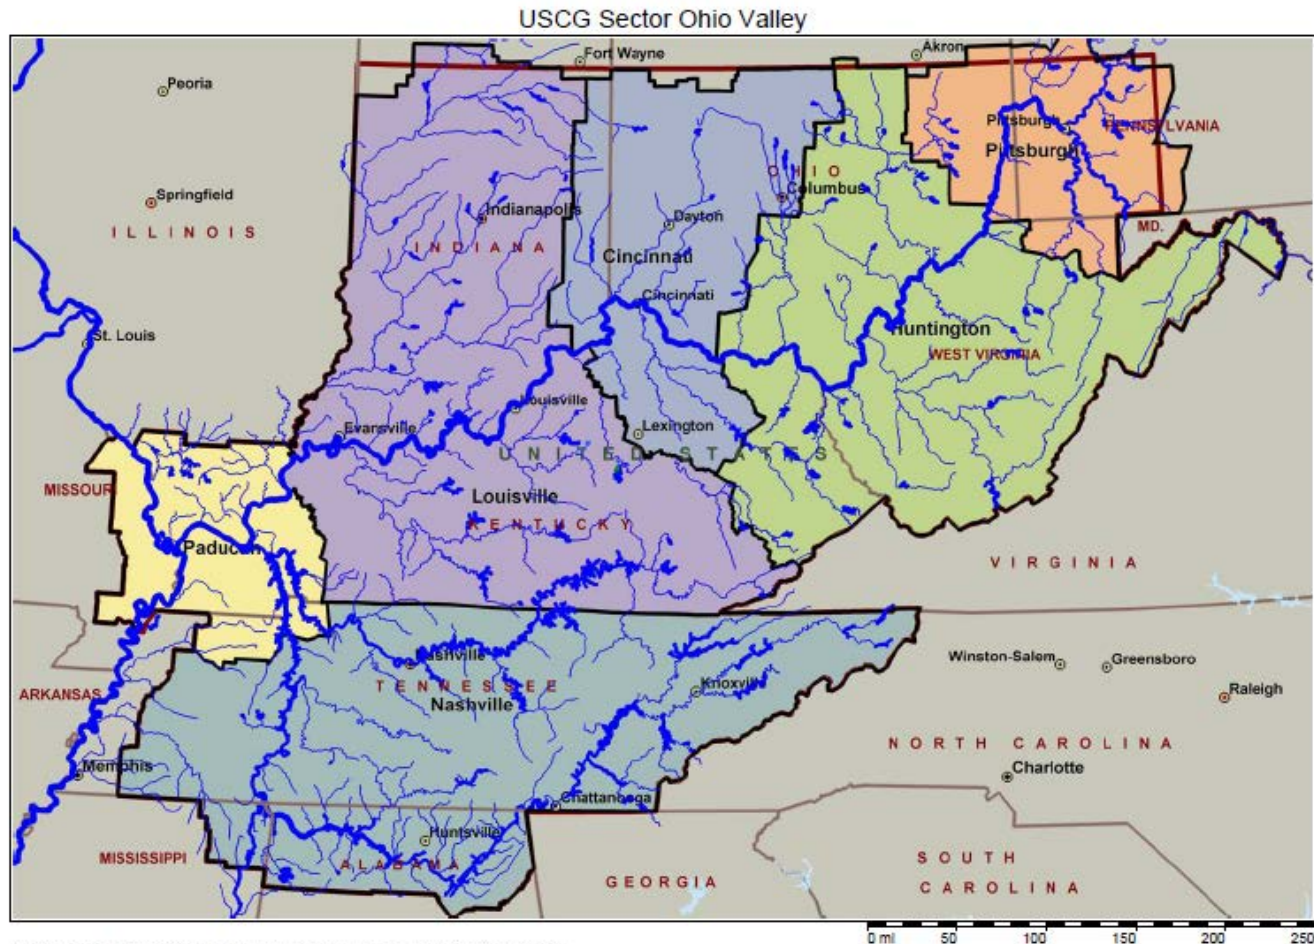 USCG Sector Ohio Valley
Fort Wayne
Akron
Peoria
Pittsburgh
PENNSYLVANIA
Pittsburgh
OHIO
Columbus
Springfield
Indianapolis
Dayton
MD.
ILLINOIS
INDIANA
Cincinnati
Cincinnati
St. Louis
Huntington
WEST VIRGINIA
Louisville
Evansville
Lexington
UNITED STATES
MISSOURI
Louisville
KENTUCKY
Paducah
VIRGINIA
Nashville
Winston-Salem
Greensboro
ARKANSAS
TENNESSEE
Knoxville
Raleigh
Nashville
NORTH CAROLINA
Memphis
Charlotte
Chattanooga
Huntsville
MISSISSIPPI
ALABAMA
GEORGIA
SOUTH
CAROLINA
0 mi 50 100 150 200 250